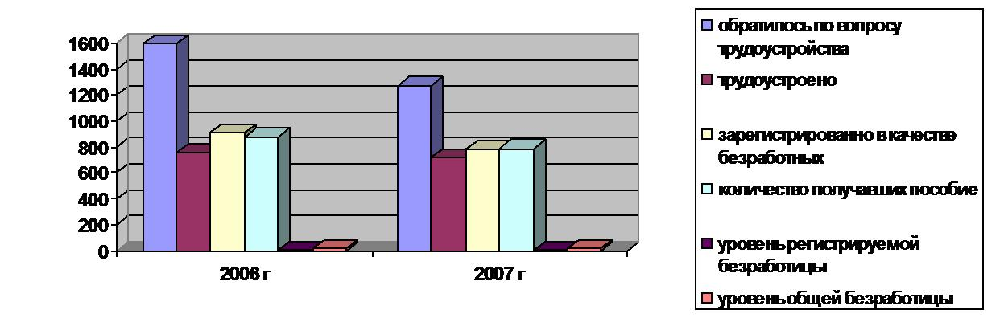 1600
1400
1200
1000
800
600
400
200
0
2006 г
2007 г
обратилось по вопросу
трудоустройства
трудоустроено
зарегистрированно в качестве
безработных
количество получавших пособие
уровень регистрируемой
безработицы
уровень общей безработицы